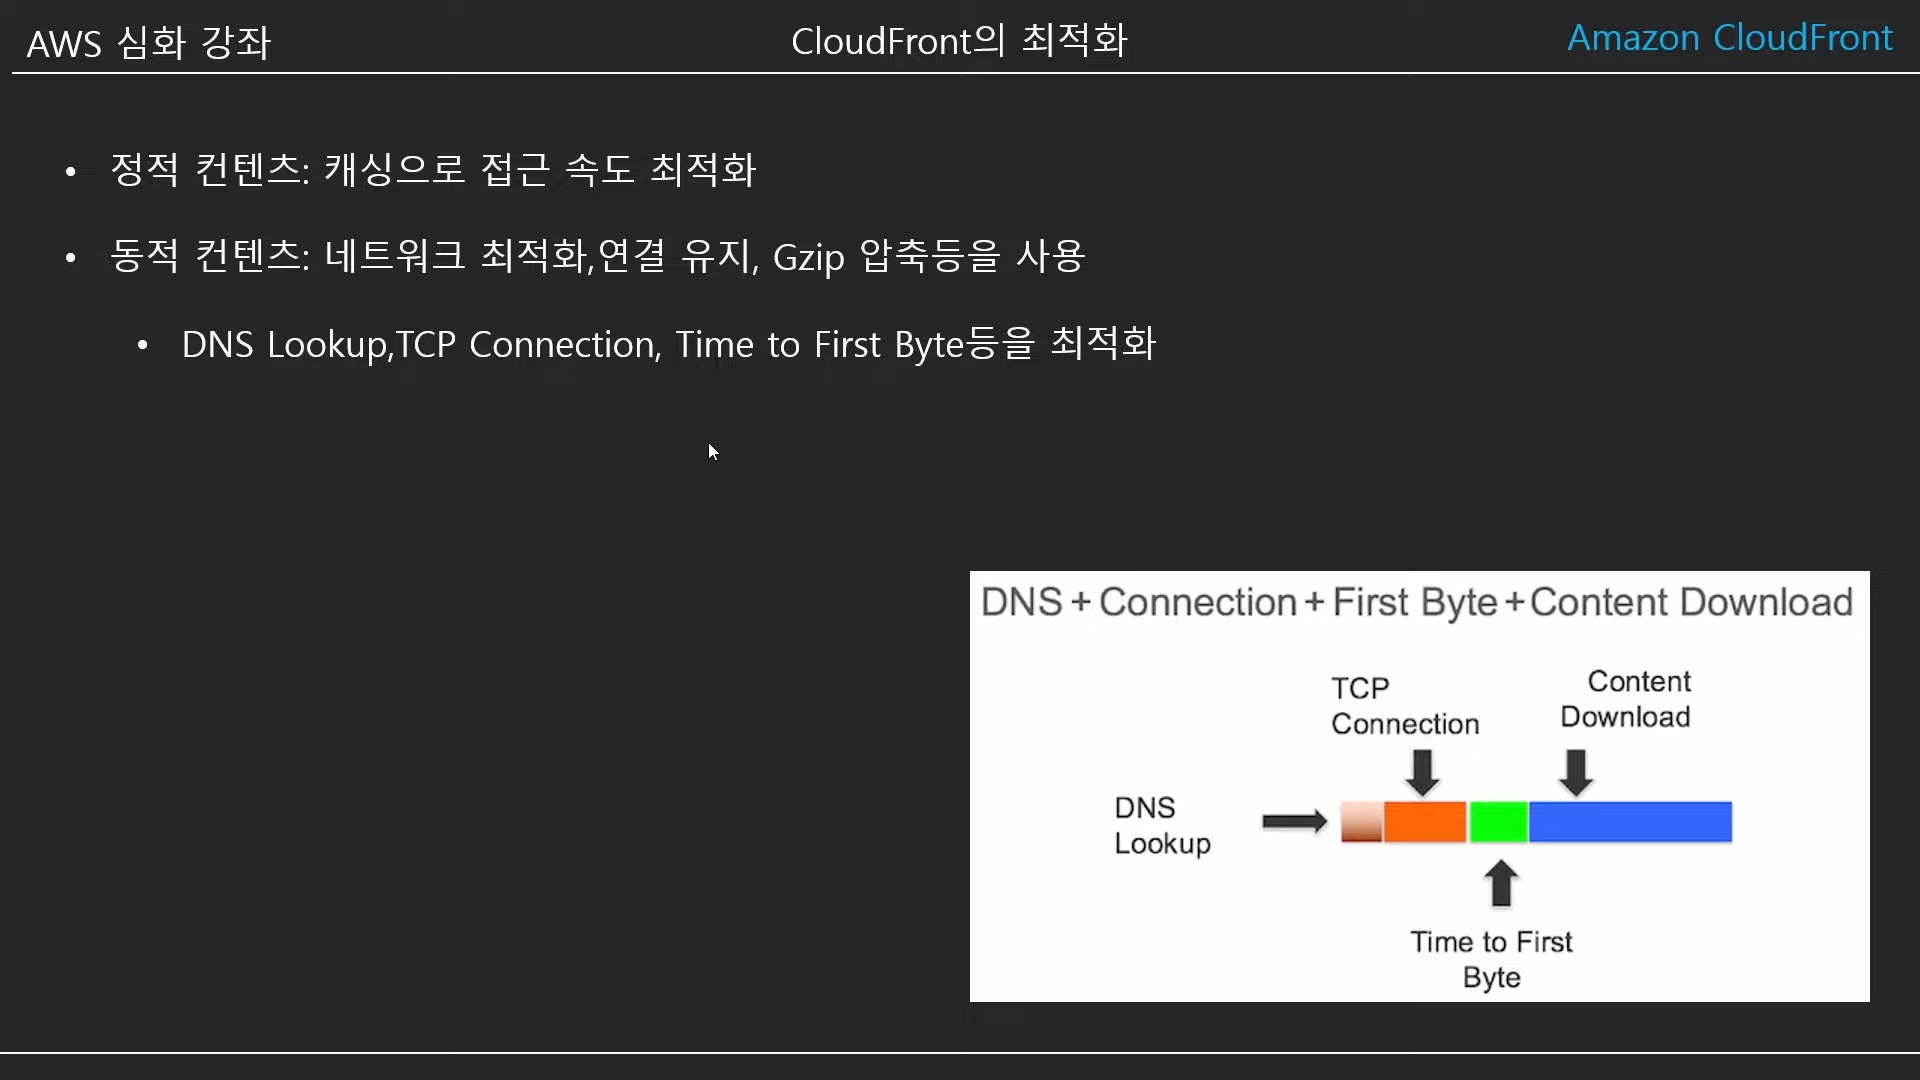 AWS 심화 강좌
CloudFront의 최적화
Amazon CloudFront
• 정적 컨텐츠: 캐싱으로 접근 속도 최적화
• 동적 컨텐츠: 네트워크 최적화,연결 유지, Gzip 압축등을 사용
• DNS Lookup,TCP Connection, Time to First Byte등을 최적화
DNS + Connection + First Byte + Content Download
TCP
Connection
Content
Download
DNS
Lookup
Time to First
Byte